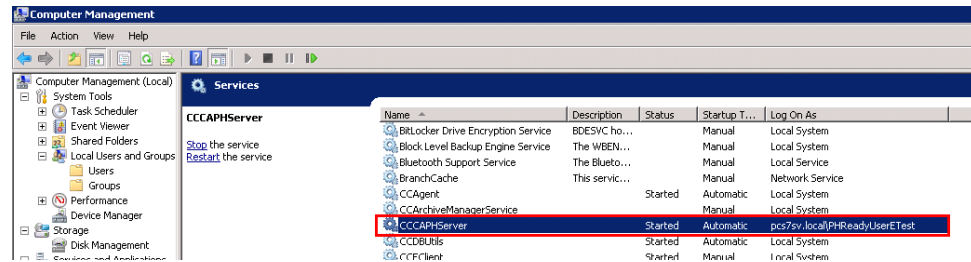 Computer Management
File Action View Help
Computer Management (Local)
System Tools
Task Scheduler
Event Viewer
Shared Folders
Local Users and Groups
Users
Groups
Performance
Device Manager
Storage
Disk Management
Services and Applications
Services
CCCAPHServer
Stop the service
Restart the service
Name Description Status Startup T... Log On As
BitLocker Drive Encryption Service BDESVC ho... Manual Local System
Block Level Backup Engine Service The WBEN... Manual Local System
Bluetooth Support Service The Blueto... Manual Local Service
BranchCache This servic... Manual Network Service
CCAgent Started Automatic Local System
CCArchiveManagerService Manual Local System
CCCAPHServer Started Automatic pcs7sv.local\PHReadyUserETest
CCDBUtils Started Automatic Local System
CCEClient Started Manual Local System